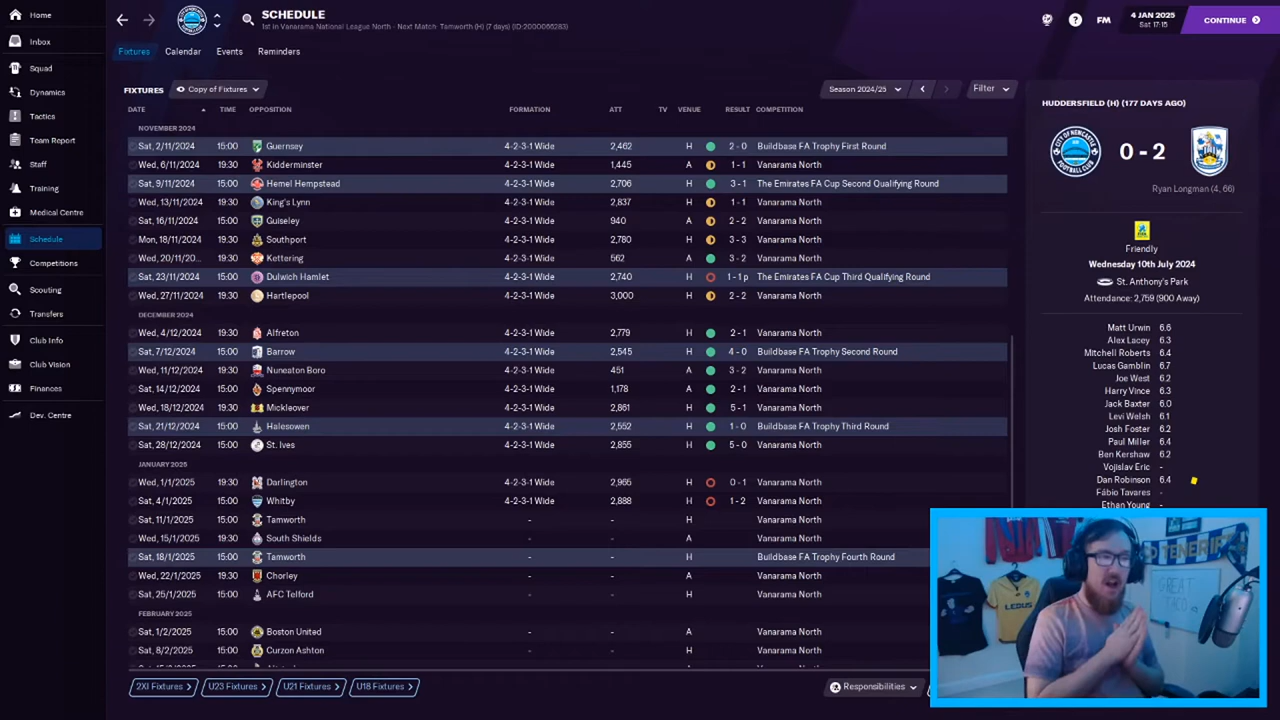 Home
SCHEDULE
1st in Vanarama National League North - Next Match: Tamworth (H) (7 days) (ID:2000066283)
FM
4 JAN 2025
Sat 17:15
CONTINUE
Inbox
Squad
Dynamics
Tactics
Team Report
Staff
Training
Medical Centre
Schedule
Competitions
Scouting
Transfers
Club Info
Club Vision
Finances
Dev. Centre
Fixtures Calendar Events Reminders
FIXTURES Copy of Fixtures Season 2024/25 Filter
DATE TIME OPPOSITION FORMATION ATT TV VENUE RESULT COMPETITION
NOVEMBER 2024
Sat, 2/11/2024 15:00 Guernsey 4-2-3-1 Wide 2,462 H 2 - 0 Buildbase FA Trophy First Round
Wed, 6/11/2024 19:30 Kidderminster 4-2-3-1 Wide 1,445 A 1 - 1 Vanarama North
Sat, 9/11/2024 15:00 Hemel Hempstead 4-2-3-1 Wide 2,706 H 3 - 1 The Emirates FA Cup Second Qualifying Round
Wed, 13/11/2024 19:30 King's Lynn 4-2-3-1 Wide 2,837 H 1 - 1 Vanarama North
Sat, 16/11/2024 15:00 Guiseley 4-2-3-1 Wide 940 A 2 - 2 Vanarama North
Mon, 18/11/2024 19:30 Southport 4-2-3-1 Wide 2,780 H 3 - 3 Vanarama North
Wed, 20/11/20... 19:30 Kettering 4-2-3-1 Wide 562 A 3 - 2 Vanarama North
Sat, 23/11/2024 15:00 Dulwich Hamlet 4-2-3-1 Wide 2,740 H 1 - 1 p The Emirates FA Cup Third Qualifying Round
Wed, 27/11/2024 19:30 Hartlepool 4-2-3-1 Wide 3,000 H 2 - 2 Vanarama North
DECEMBER 2024
Wed, 4/12/2024 19:30 Alfreton 4-2-3-1 Wide 2,779 H 2 - 1 Vanarama North
Sat, 7/12/2024 15:00 Barrow 4-2-3-1 Wide 2,545 H 4 - 0 Buildbase FA Trophy Second Round
Wed, 11/12/2024 19:30 Nuneaton Boro 4-2-3-1 Wide 451 A 3 - 2 Vanarama North
Sat, 14/12/2024 15:00 Spennymoor 4-2-3-1 Wide 1,178 A 2 - 1 Vanarama North
Wed, 18/12/2024 19:30 Mickleover 4-2-3-1 Wide 2,861 H 5 - 1 Vanarama North
Sat, 21/12/2024 15:00 Halesowen 4-2-3-1 Wide 2,552 H 1 - 0 Buildbase FA Trophy Third Round
Sat, 28/12/2024 15:00 St. Ives 4-2-3-1 Wide 2,855 H 5 - 0 Vanarama North
JANUARY 2025
Wed, 1/1/2025 19:30 Darlington 4-2-3-1 Wide 2,965 H 0 - 1 Vanarama North
Sat, 4/1/2025 15:00 Whitby 4-2-3-1 Wide 2,888 H 1 - 2 Vanarama North
Sat, 11/1/2025 15:00 Tamworth - - H Vanarama North
Wed, 15/1/2025 19:30 South Shields - - A Vanarama North
Sat, 18/1/2025 15:00 Tamworth - - H Buildbase FA Trophy Fourth Round
Wed, 22/1/2025 19:30 Chorley - - A Vanarama North
Sat, 25/1/2025 15:00 AFC Telford - - H Vanarama North
FEBRUARY 2025
Sat, 1/2/2025 15:00 Boston United - - A Vanarama North
Sat, 8/2/2025 15:00 Curzon Ashton - - H Vanarama North
2XI Fixtures U23 Fixtures U21 Fixtures U18 Fixtures Responsibilities
HUDDERSFIELD (H) (177 DAYS AGO)
CITY OF NEWCASTLE
FOOTBALL CLUB
0 - 2
Ryan Longman (4, 66)
Friendly
Wednesday 10th July 2024
St. Anthony's Park
Attendance: 2,759 (900 Away)
Matt Urwin 6.6
Alex Lacey 6.3
Mitchell Roberts 6.4
Lucas Gamblin 6.7
Joe West 6.2
Harry Vince 6.3
Jack Baxter 6.0
Levi Welsh 6.1
Josh Foster 6.2
Paul Miller 6.4
Ben Kershaw 6.2
Vojislav Eric -
Dan Robinson 6.4
Fábio Tavares -
Ethan Young -
TENERIF
GREAT
TACO
LEDUS